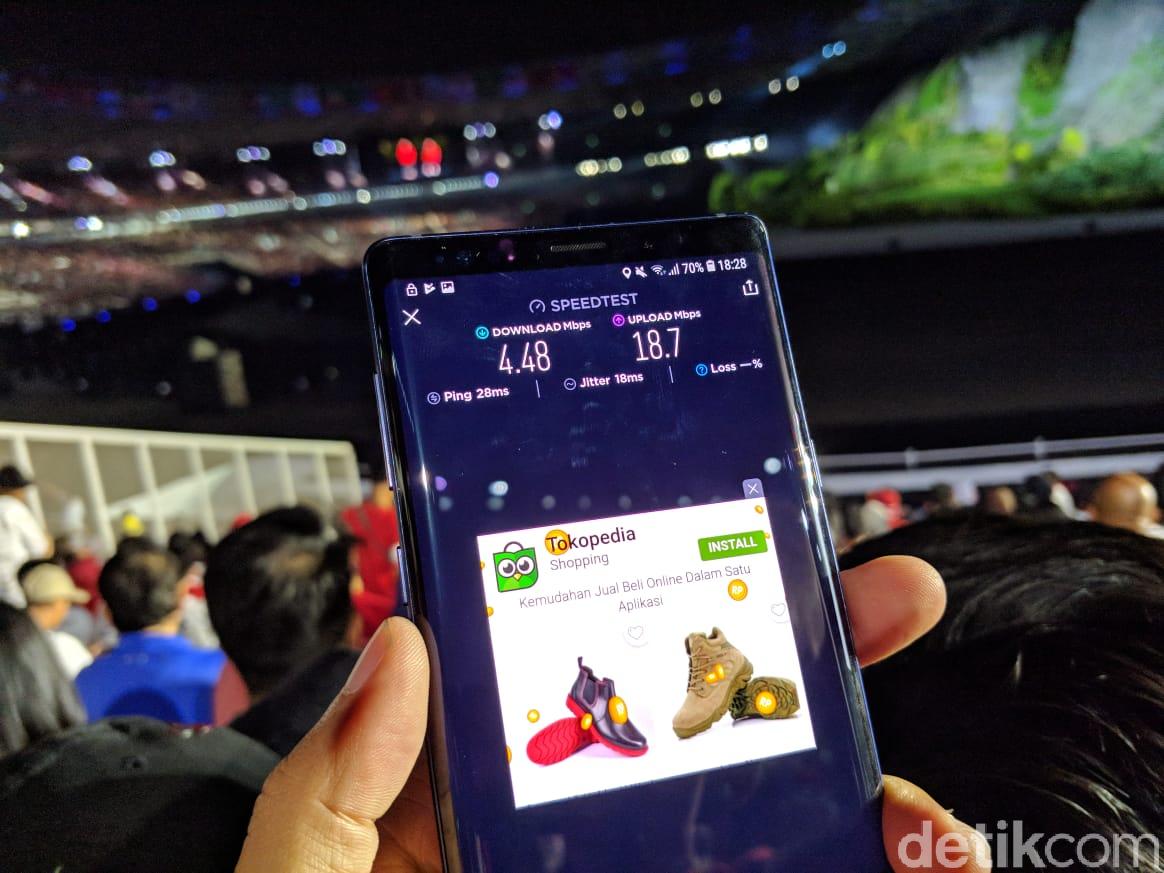 70% 18:28
SPEEDTEST
DOWNLOAD Mbps UPLOAD Mbps
4.48 18.7
Ping 28ms Jitter 18ms Loss —%
Tokopedia
Shopping
INSTALL
Kemudahan Jual Beli Online Dalam Satu
Aplikasi
RP
detikcom